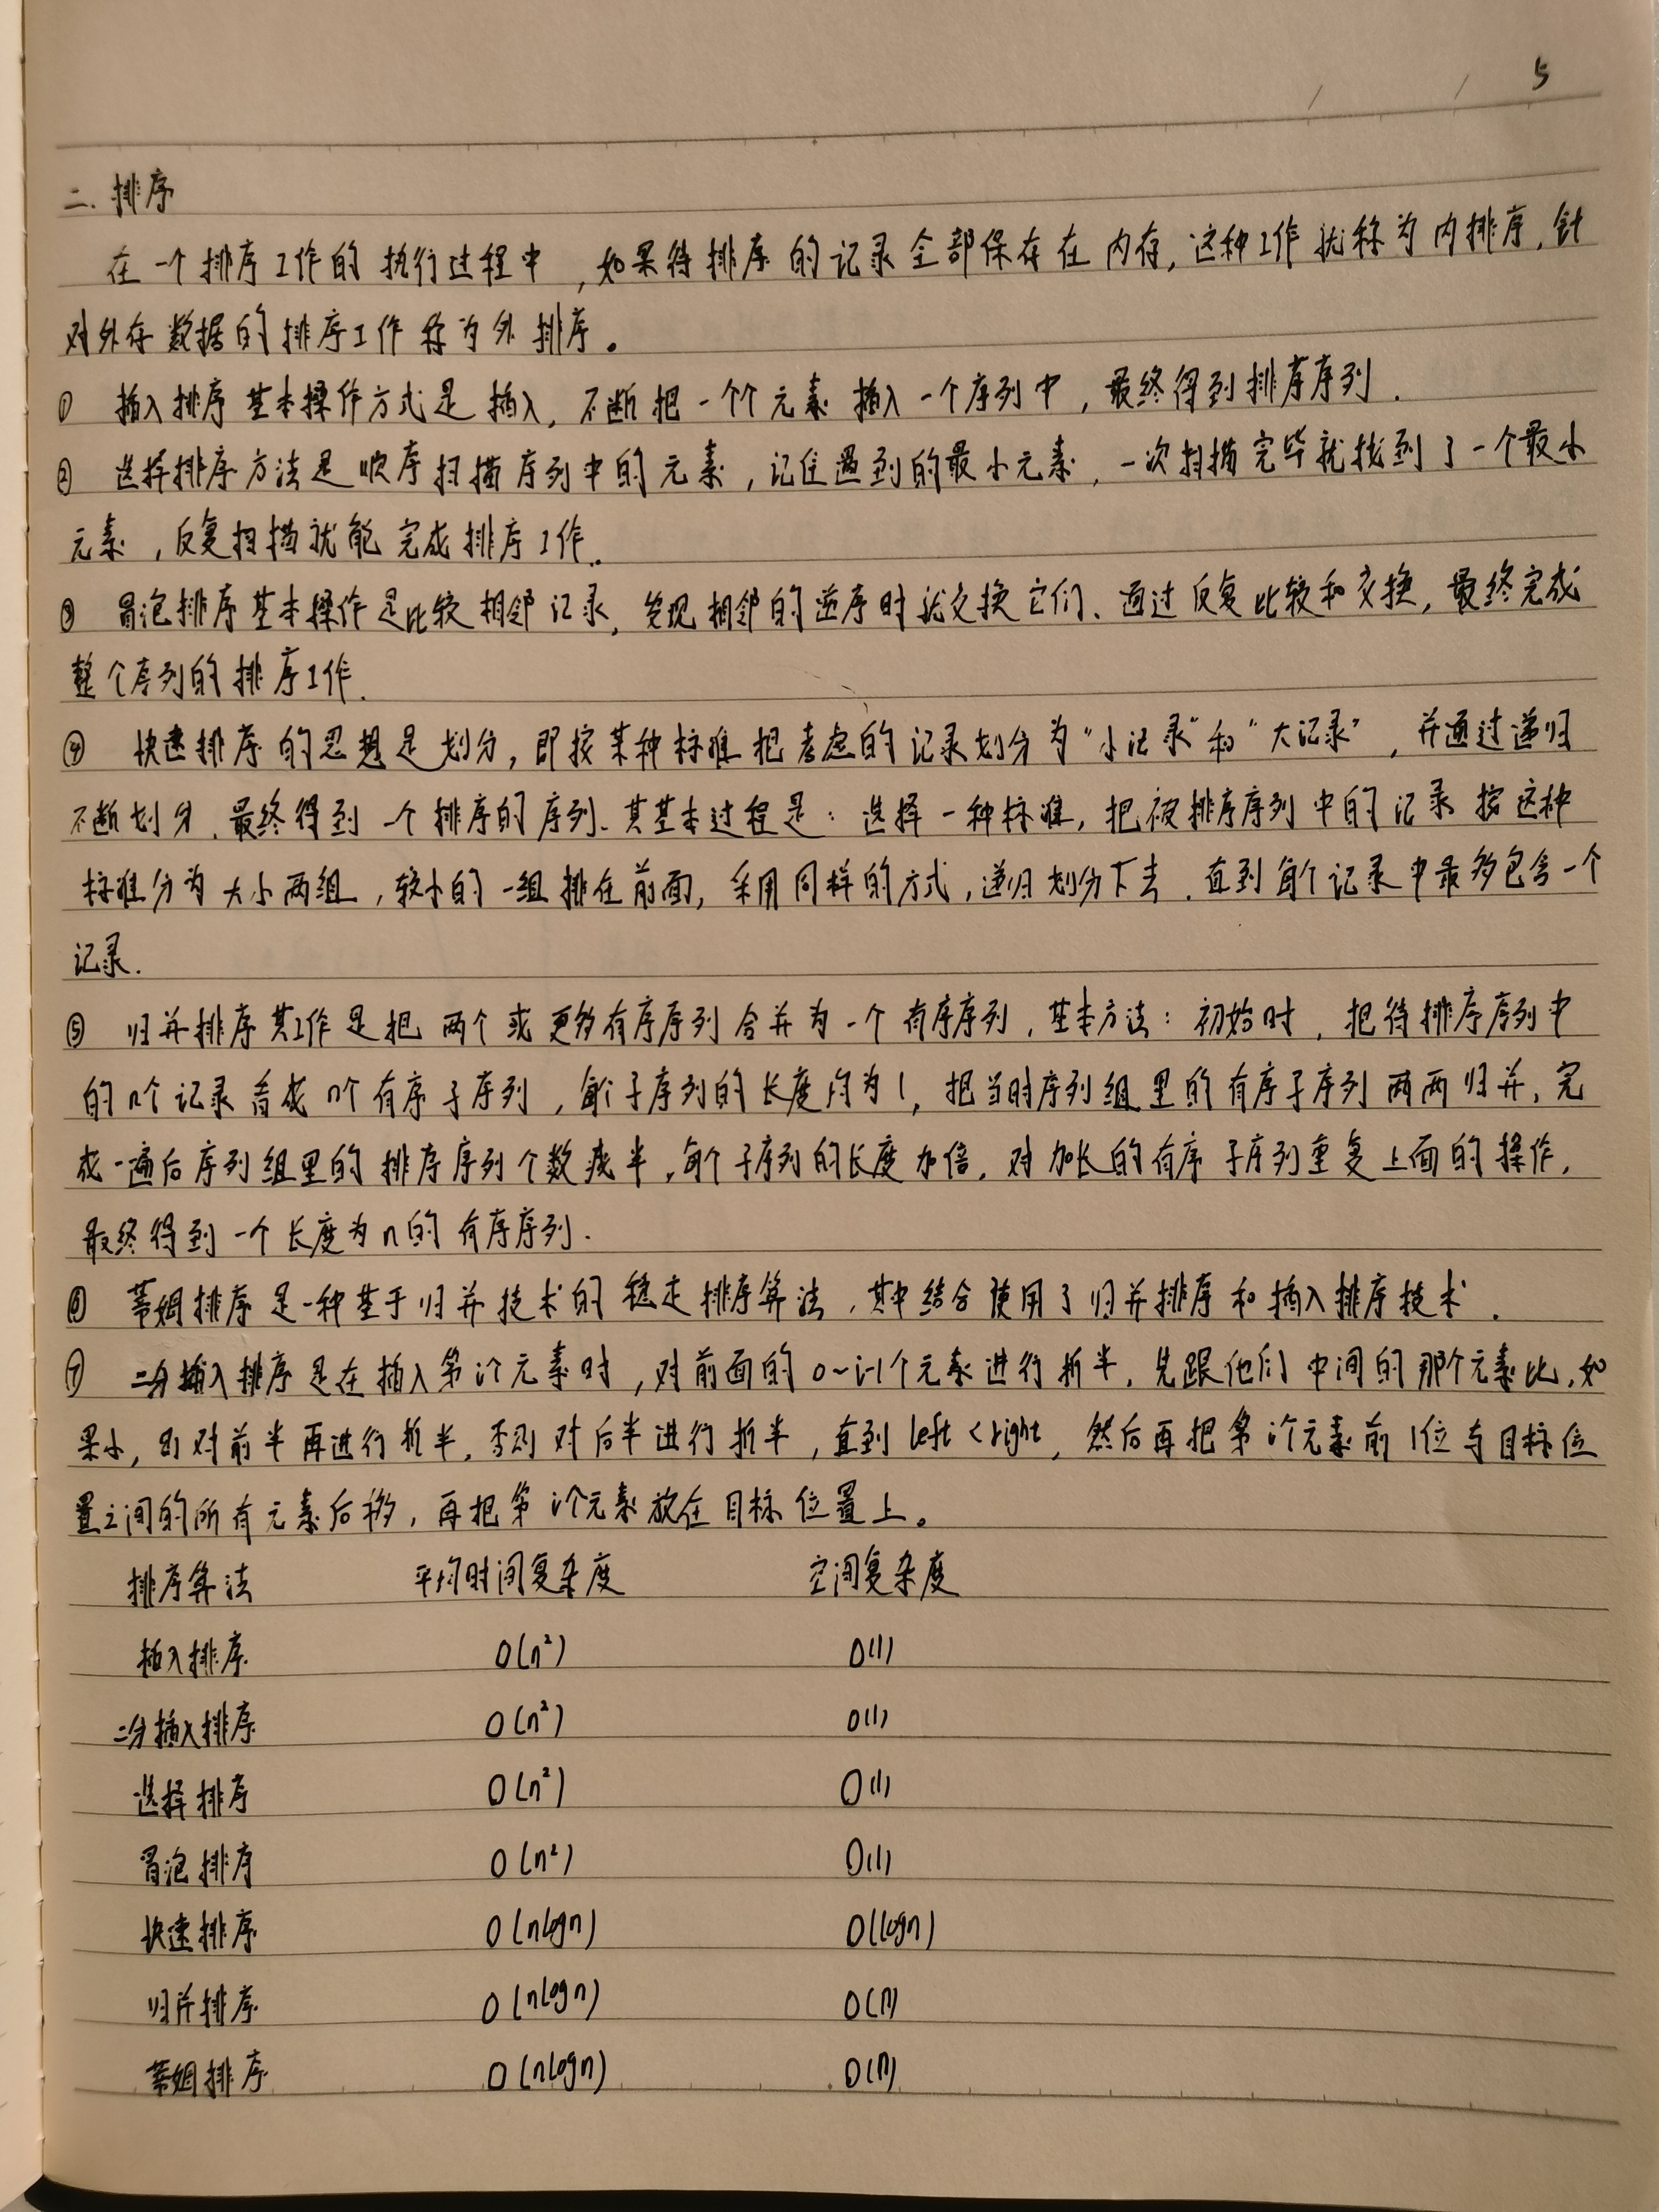 5
二. 排序
在一个排序工作的执行过程中,如果待排序的记录全部保存在内存,这种工作就称为内排序,针
对外存数据的排序工作称为外排序。
① 插入排序基本操作方式是插入,不断把一个个元素插入一个序列中,最终得到排序序列.
② 选择排序方法是顺序扫描序列中的元素,记住遇到的最小元素,一次扫描完毕就找到了一个最小
元素,反复扫描就能完成排序工作.
③ 冒泡排序基本操作是比较相邻记录,发现相邻的逆序时就交换它们、通过反复比较和交换,最终完成
整个序列的排序工作.
④ 快速排序的思想是划分,即按某种标准把考虑的记录划分为“小记录”和“大记录”,并通过递归
不断划分,最终得到一个排序的序列.其基本过程是:选择一种标准,把被排序序列中的记录按这种
标准分为大小两组,较小的一组排在前面,采用同样的方式,递归划分下去.直到每个记录中最多包含一个
记录.
⑤ 归并排序其工作是把两个或更多有序序列合并为一个有序序列,基本方法:初始时,把待排序序列中
的n个记录看成n个有序子序列,每个子序列的长度均为1,把当时序列组里的有序子序列两两归并,完
成一遍后序列组里的排序序列个数减半,每个子序列的长度加倍,对加长的有序子序列重复上面的操作,
最终得到一个长度为n的有序序列.
⑥ 蒂姆排序是一种基于归并技术的稳定排序算法,其中结合使用了归并排序和插入排序技术.
⑦ 二分插入排序是在插入第i个元素时,对前面的0~i-1个元素进行折半,先跟他们中间的那个元素比,如
果小,则对前半再进行折半,否则对后半进行折半,直到left<right,然后再把第i个元素前1位与目标位
置之间的所有元素后移,再把第i个元素放在目标位置上。
排序算法 平均时间复杂度 空间复杂度
插入排序 O(n²) O(1)
二分插入排序 O(n²) O(1)
选择排序 O(n²) O(1)
冒泡排序 O(n²) O(1)
快速排序 O(nlogn) O(logn)
归并排序 O(nlogn) O(n)
蒂姆排序 O(nlogn) O(n)